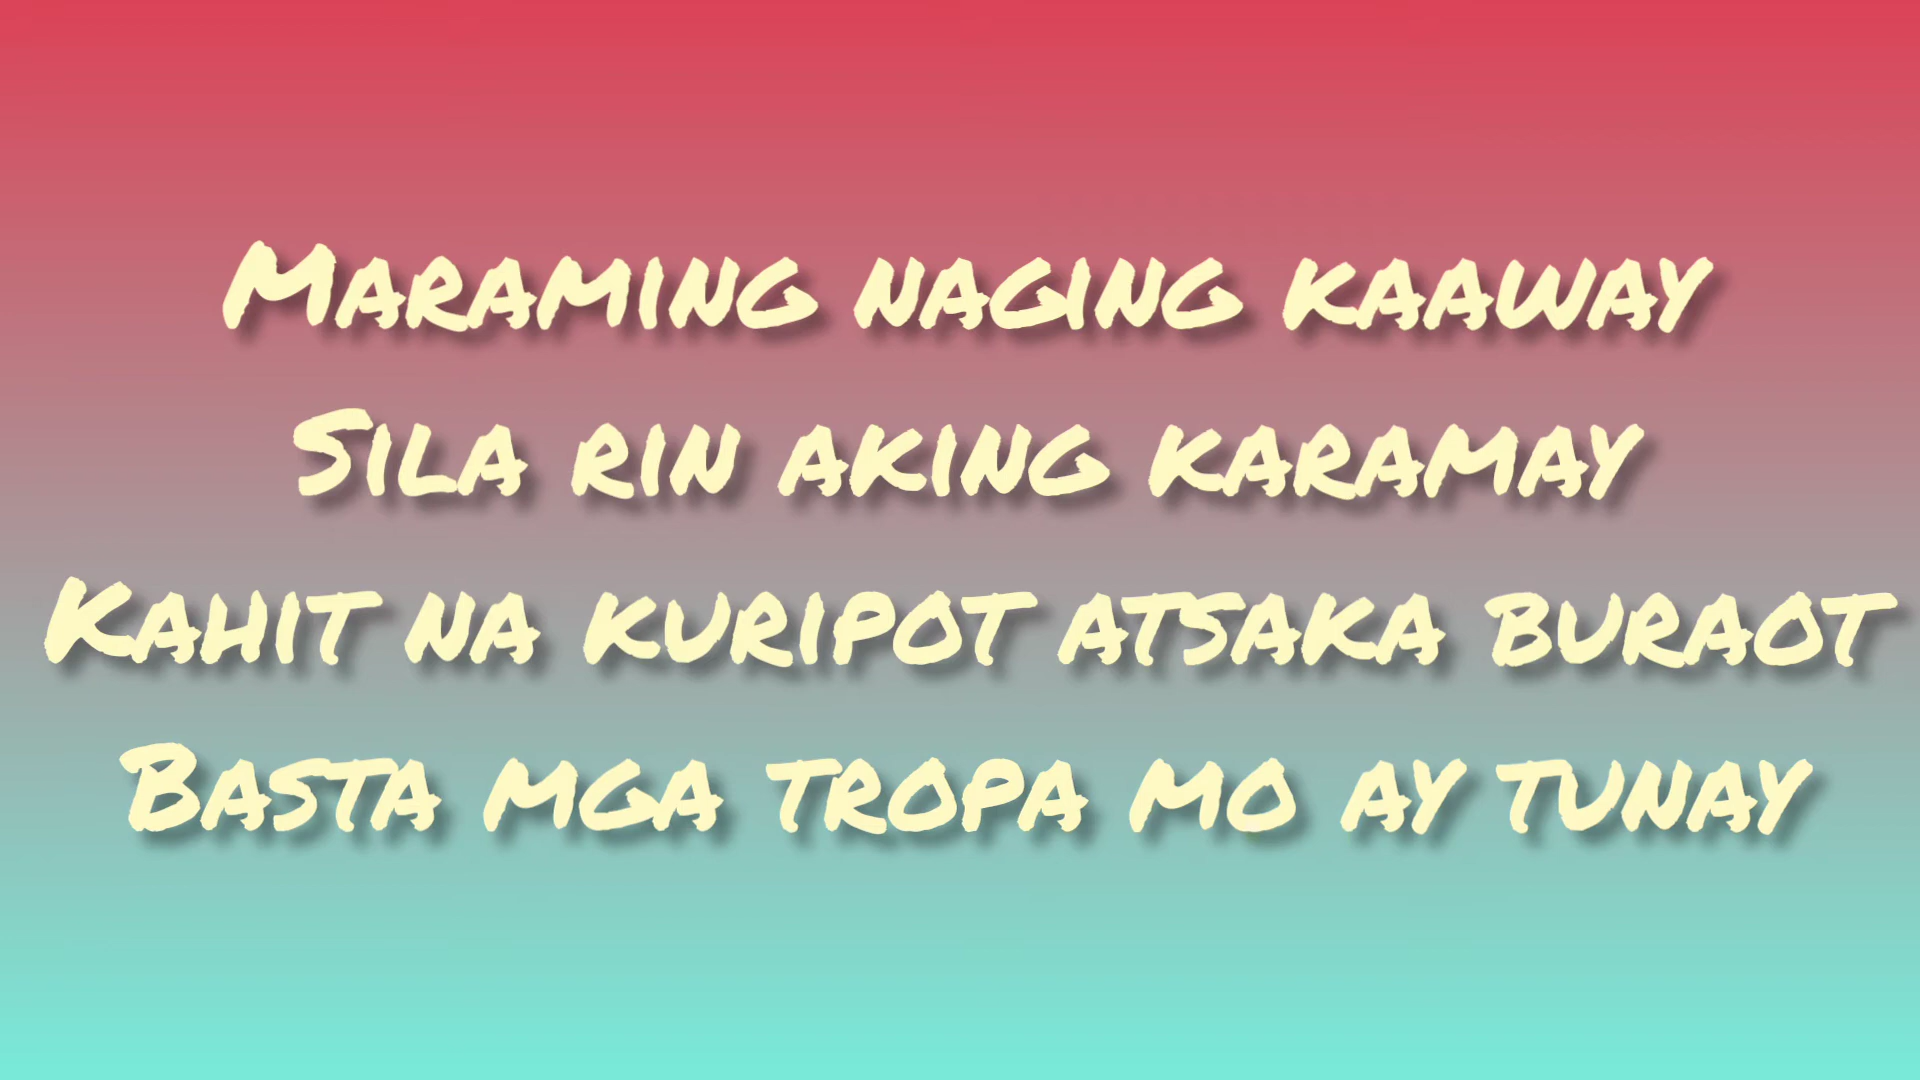 Maraming naging kaaway
Sila rin aking karamay
Kahit na kuripot atsaka buraot
Basta mga tropa mo ay tunay